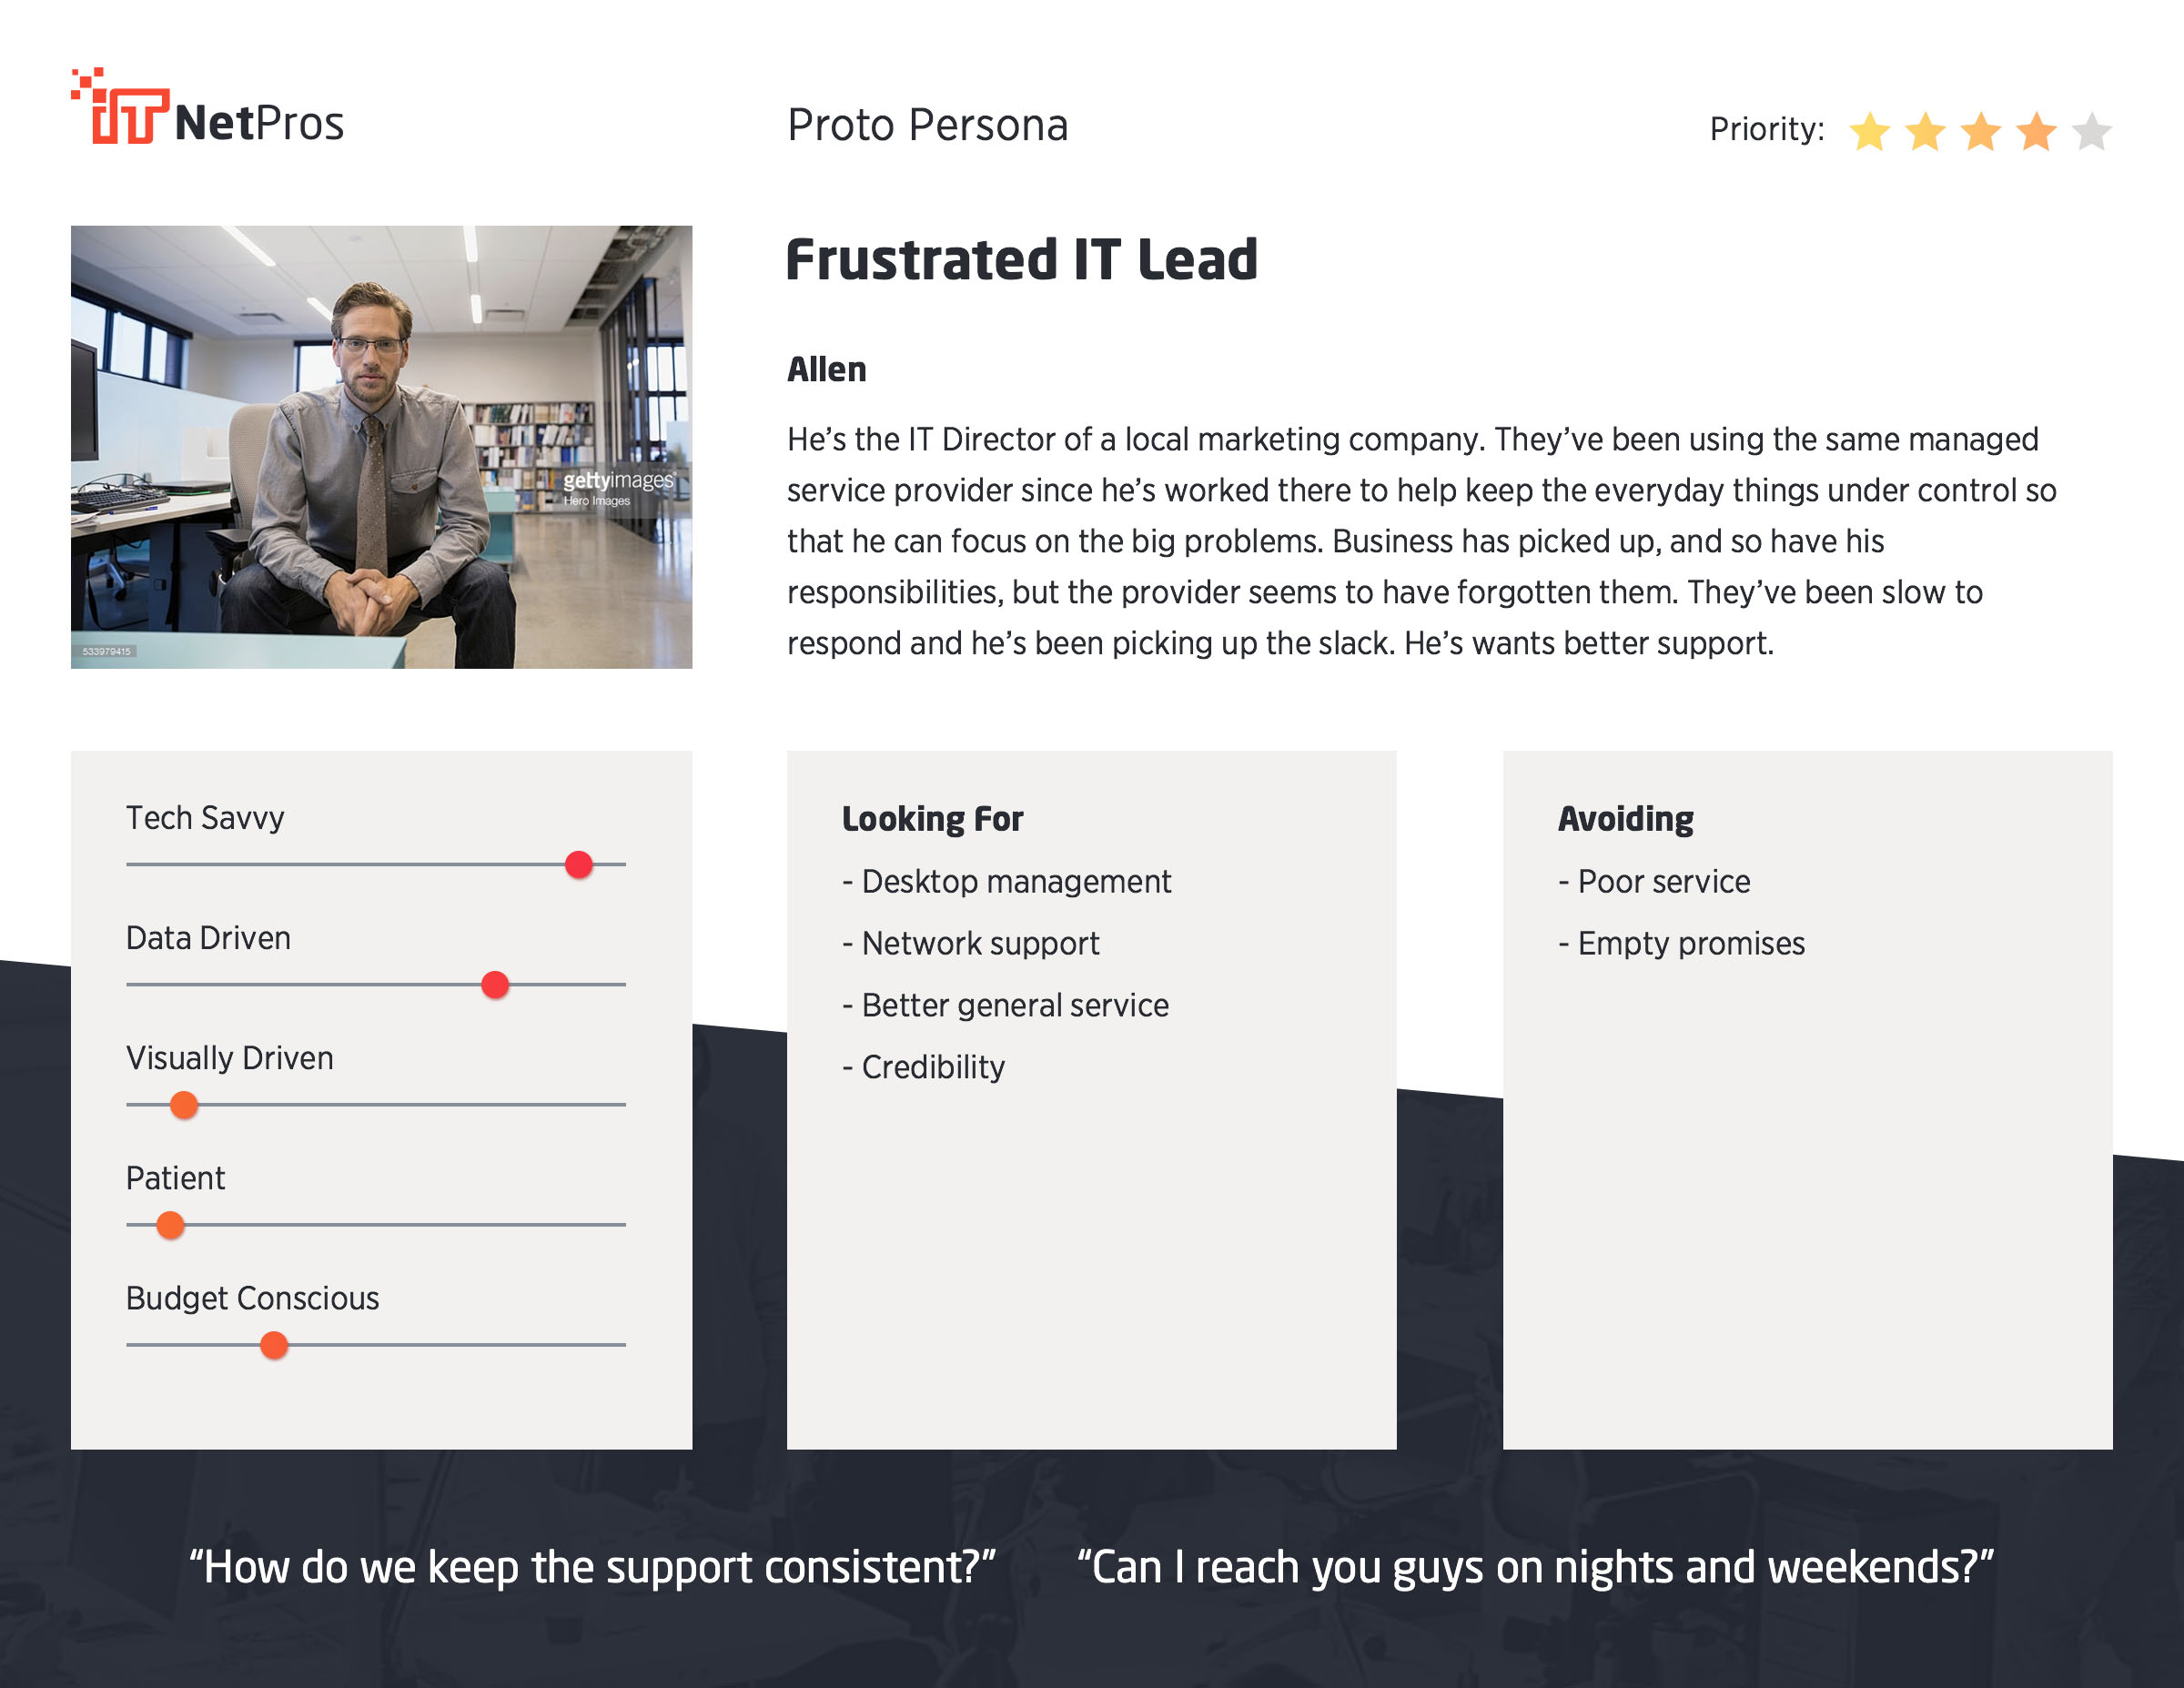 iT NetPros
Proto Persona
Priority:
Frustrated IT Lead
Allen
He’s the IT Director of a local marketing company. They’ve been using the same managed
service provider since he’s worked there to help keep the everyday things under control so
that he can focus on the big problems. Business has picked up, and so have his
responsibilities, but the provider seems to have forgotten them. They’ve been slow to
respond and he’s been picking up the slack. He’s wants better support.
gettyimages®
Hero Images
533979415
Tech Savvy
Data Driven
Visually Driven
Patient
Budget Conscious
Looking For
- Desktop management
- Network support
- Better general service
- Credibility
Avoiding
- Poor service
- Empty promises
“How do we keep the support consistent?”
“Can I reach you guys on nights and weekends?”